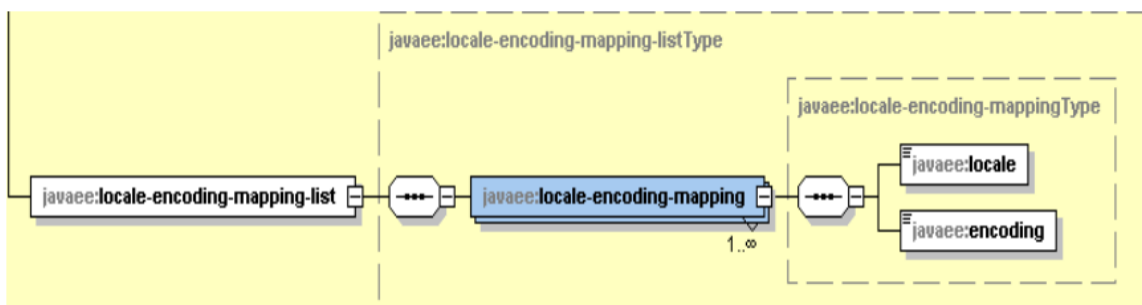 javaee:locale-encoding-mapping-listType
javaee:locale-encoding-mappingType
javaee:locale
javaee:locale-encoding-mapping-list
javaee:locale-encoding-mapping
javaee:encoding
1..∞